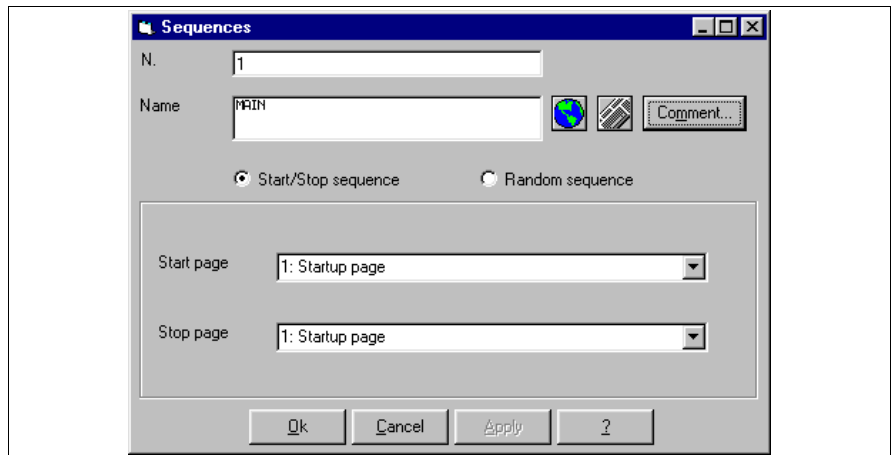 Sequences
N. 1
Name MAIN Comment...
Start/Stop sequence Random sequence
Start page 1: Startup page
Stop page 1: Startup page
Ok Cancel Apply ?